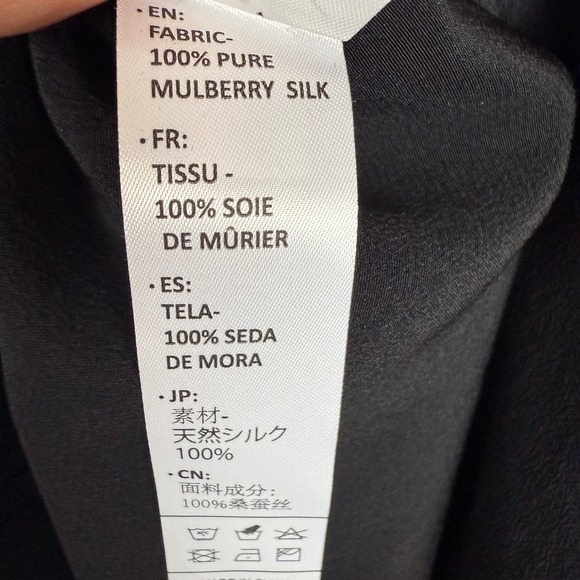 · EN:
FABRIC-
100% PURE
MULBERRY SILK
· FR:
TISSU -
100% SOIE
DE MÛRIER
· ES:
TELA-
100% SEDA
DE MORA
· JP:
素材-
天然シルク
100%
· CN:
面料成分:
100%桑蚕丝